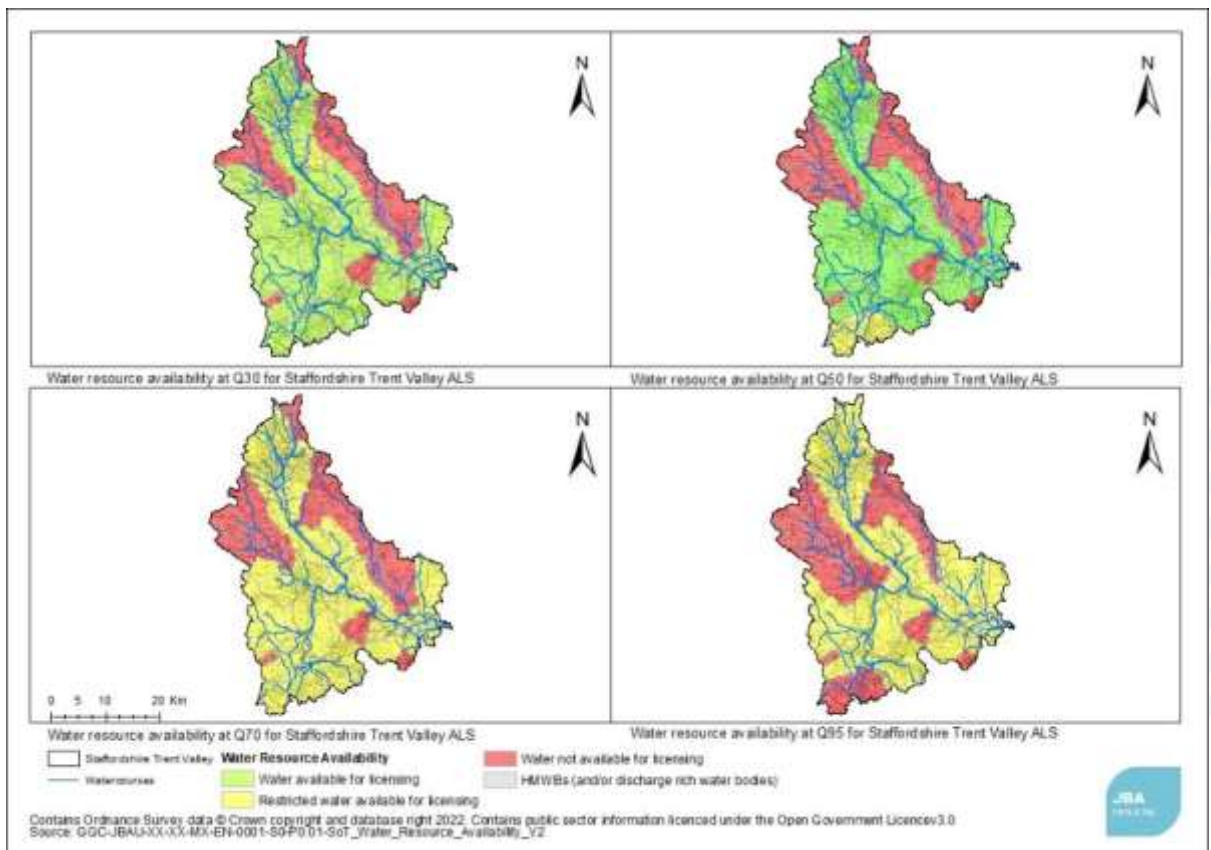 N
N
Water resource availability at Q30 for Staffordshire Trent Valley ALS
Water resource availability at Q50 for Staffordshire Trent Valley ALS
N
N
0 5 10 20 Km
Water resource availability at Q70 for Staffordshire Trent Valley ALS
Water resource availability at Q95 for Staffordshire Trent Valley ALS
Staffordshire Trent Valley
Watercourses
Water Resource Availability
Water available for licensing
Restricted water available for licensing
Water not available for licensing
HMWBs (and/or discharge rich water bodies)
Contains Ordnance Survey data © Crown copyright and database right 2022. Contains public sector information licenced under the Open Government Licencev3.0
Source: GGC-JBAU-XX-XX-MX-EN-0001-S0-P0.01-SoT_Water_Resource_Availability_V2
JBA